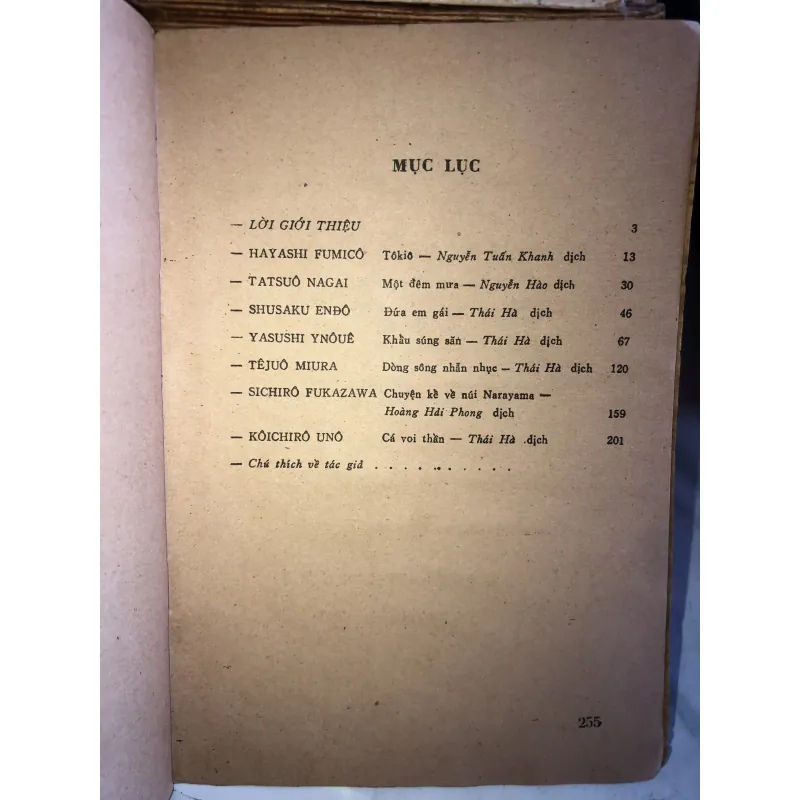 MỤC LỤC
— LỜI GIỚI THIỆU 3
— HAYASHI FUMICÔ Tôkiô — Nguyễn Tuấn Khanh dịch 13
— TATSUÔ NAGAI Một đêm mưa — Nguyễn Hào dịch 30
— SHUSAKU ENĐÔ Đứa em gái — Thái Hà dịch 46
— YASUSHI YNÔUÊ Khẩu súng săn — Thái Hà dịch 67
— TÊJUÔ MIURA Dòng sông nhẫn nhục — Thái Hà dịch 120
— SICHIRÔ FUKAZAWA Chuyện kể về núi Narayama —
Hoàng Hải Phong dịch 159
— KÔICHIRÔ UNÔ Cá voi thần — Thái Hà dịch 201
— Chú thích về tác giả . . . . . . . . . .
255